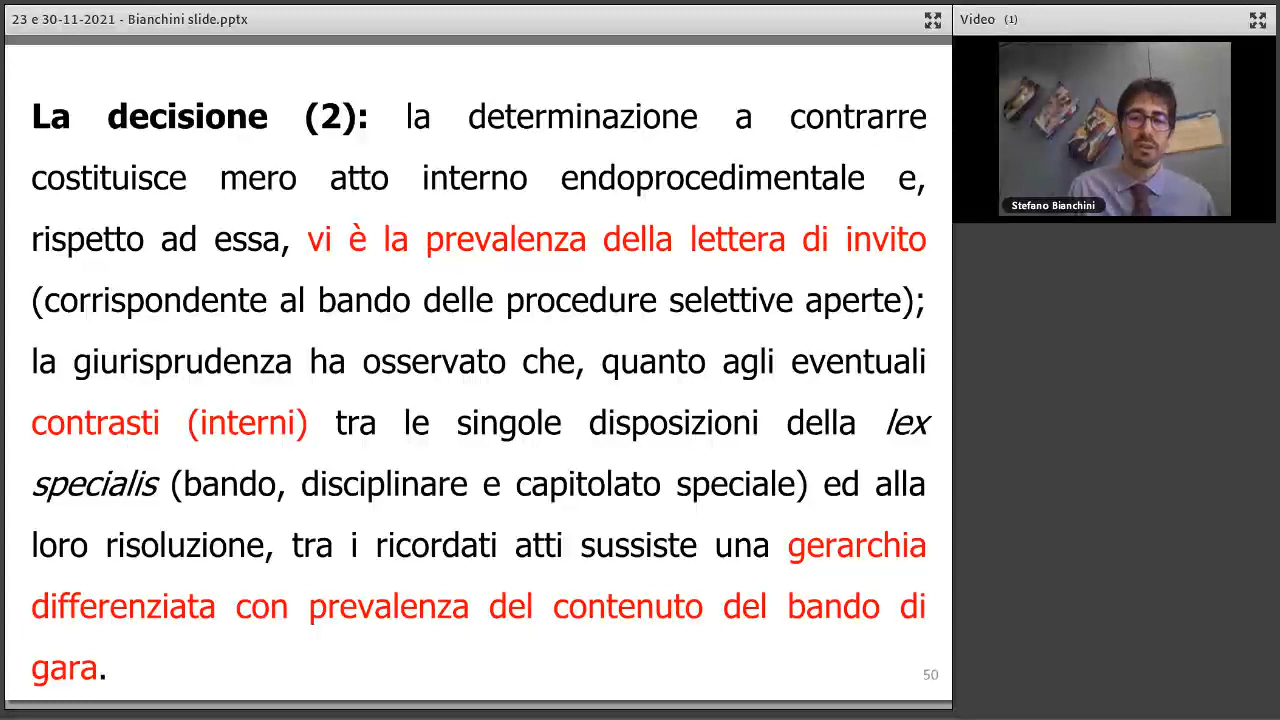 23 e 30-11-2021 - Bianchini slide.pptx
Video (1)
La decisione (2): la determinazione a contrarre
costituisce mero atto interno endoprocedimentale e,
rispetto ad essa, vi è la prevalenza della lettera di invito
(corrispondente al bando delle procedure selettive aperte);
la giurisprudenza ha osservato che, quanto agli eventuali
contrasti (interni) tra le singole disposizioni della lex
specialis (bando, disciplinare e capitolato speciale) ed alla
loro risoluzione, tra i ricordati atti sussiste una gerarchia
differenziata con prevalenza del contenuto del bando di
gara.
50
Stefano Bianchini